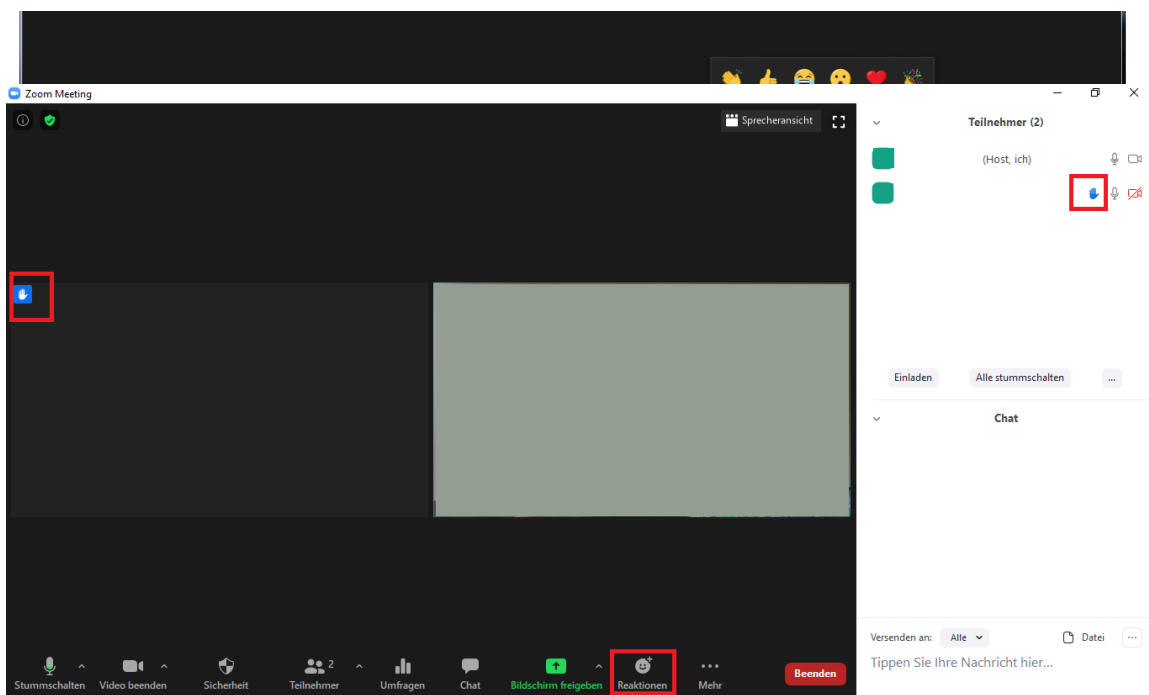 Zoom Meeting
Sprecheransicht
Teilnehmer (2)
(Host, ich)
Einladen
Alle stummschalten
...
Chat
Versenden an:
Alle
Datei
Tippen Sie Ihre Nachricht hier...
2
Stummschalten
Video beenden
Sicherheit
Teilnehmer
Umfragen
Chat
Bildschirm freigeben
Reaktionen
Mehr
Beenden